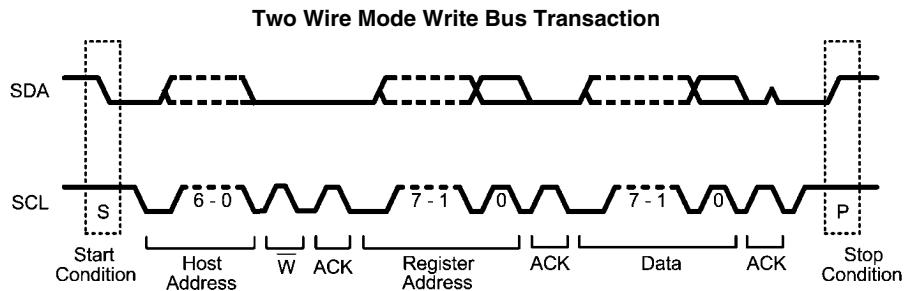 Two Wire Mode Write Bus Transaction
SDA
SCL
S
6 - 0
7 - 1
0
7 - 1
0
P
Start
Condition
Host
Address
W̅
ACK
Register
Address
ACK
Data
ACK
Stop
Condition